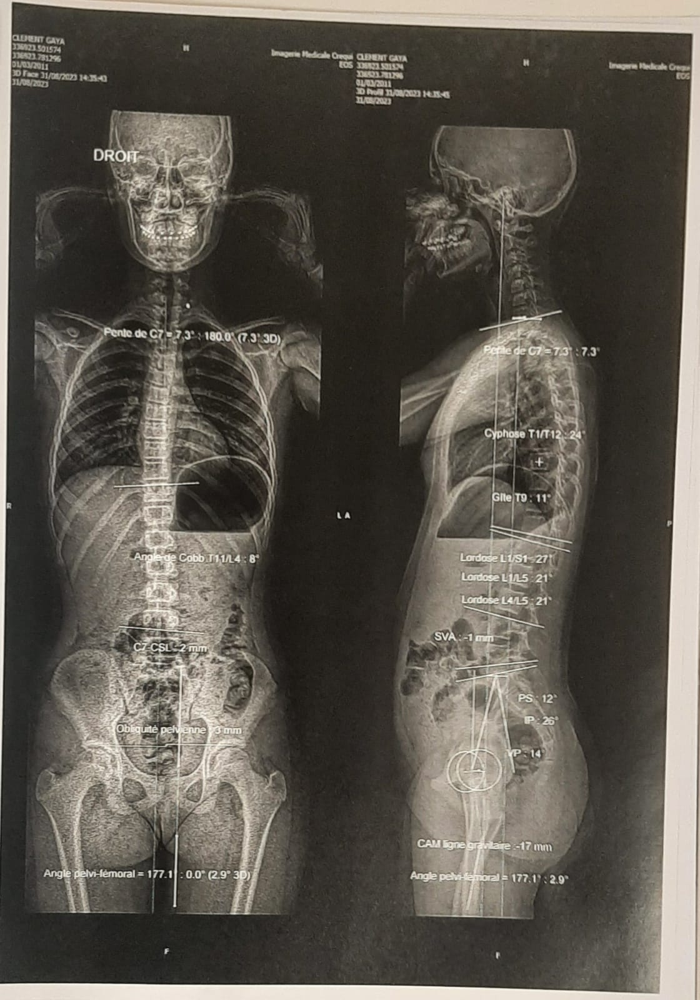 CLEMENT GAYA
336923.501574
336923.781296
01/03/2011
3D Face 31/08/2023 14:35:43
31/08/2023
H
Imagerie Medicale Crequi
EOS
CLEMENT GAYA
336923.501574
336923.781296
01/03/2011
3D Profil 31/08/2023 14:35:45
31/08/2023
H
Imagerie Medicale Crequi
EOS
DROIT
Pente de C7 = 7.3° : 180.0° (7.3° 3D)
R
Angle de Cobb T11/L4 : 8°
C7-CSL : 2 mm
Obliquité pelvienne : 3 mm
Angle pelvi-fémoral = 177.1° : 0.0° (2.9° 3D)
F
L A
Pente de C7 = 7.3° : 7.3°
Cyphose T1/T12 : 24°
Gite T9 : 11°
P
Lordose L1/S1 : 27°
Lordose L1/L5 : 21°
Lordose L4/L5 : 21°
SVA : -1 mm
PS : 12°
IP : 26°
VP : 14°
CAM ligne gravitaire : -17 mm
Angle pelvi-fémoral = 177.1° : 2.9°
F